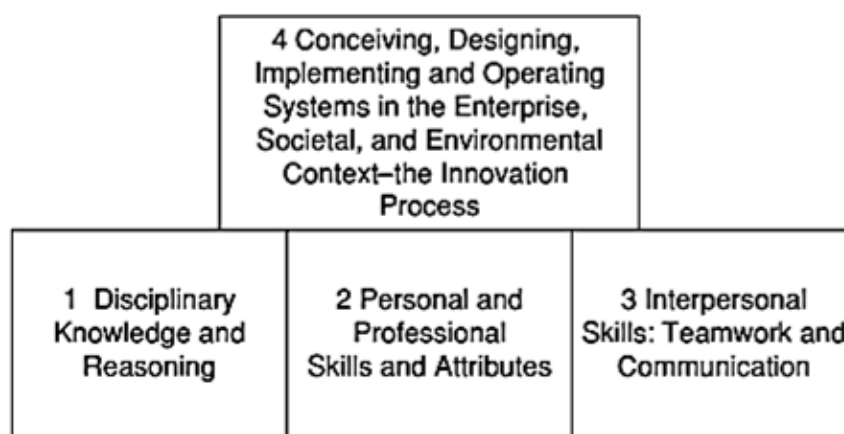 4 Conceiving, Designing,
Implementing and Operating
Systems in the Enterprise,
Societal, and Environmental
Context–the Innovation
Process
1 Disciplinary
Knowledge and
Reasoning
2 Personal and
Professional
Skills and Attributes
3 Interpersonal
Skills: Teamwork and
Communication